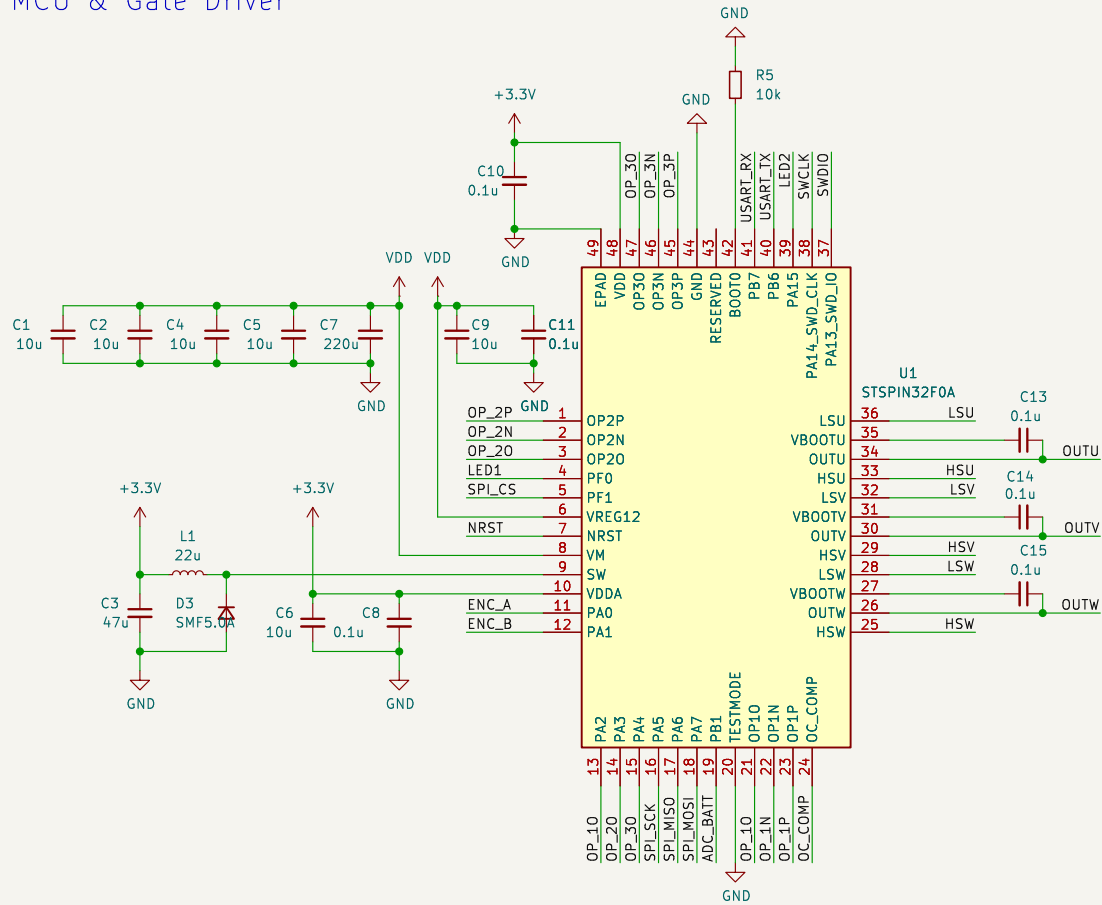 MCU & Gate Driver
GND
R5
10k
+3.3V
GND
C10
0.1u
OP_3O
OP_3N
OP_3P
USART_RX
USART_TX
LED2
SWCLK
SWDIO
GND
49
48
47
46
45
44
43
42
41
40
39
38
37
EPAD
VDD
OP3O
OP3N
OP3P
GND
RESERVED
BOOT0
PB7
PB6
PA15
PA14_SWD_CLK
PA13_SWD_IO
VDD
VDD
C1
10u
C2
10u
C4
10u
C5
10u
C7
220u
C9
10u
C11
0.1u
GND
GND
U1
STSPIN32F0A
OP_2P 1 OP2P
OP_2N 2 OP2N
OP_2O 3 OP2O
LED1 4 PF0
SPI_CS 5 PF1
6 VREG12
NRST 7 NRST
8 VM
9 SW
10 VDDA
ENC_A 11 PA0
ENC_B 12 PA1
LSU 36 LSU
VBOOTU 35
OUTU 34 OUTU
HSU 33 HSU
LSV 32 LSV
VBOOTV 31
OUTV 30 OUTV
HSV 29 HSV
LSW 28 LSW
VBOOTW 27
OUTW 26 OUTW
HSW 25 HSW
C13
0.1u
C14
0.1u
C15
0.1u
+3.3V
+3.3V
L1
22u
C3
47u
D3
SMF5.0A
C6
10u
C8
0.1u
GND
GND
PA2
PA3
PA4
PA5
PA6
PA7
PB1
TESTMODE
OP1O
OP1N
OP1P
OC_COMP
13
14
15
16
17
18
19
20
21
22
23
24
OP_1O
OP_2O
OP_3O
SPI_SCK
SPI_MISO
SPI_MOSI
ADC_BATT
OP_1O
OP_1N
OP_1P
OC_COMP
GND